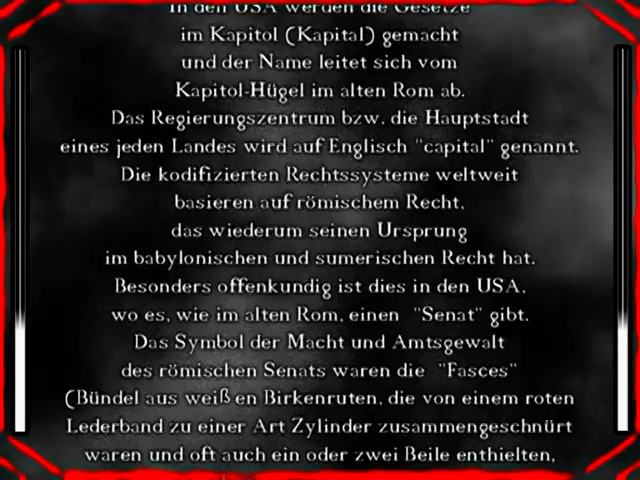 In den USA werden die Gesetze
im Kapitol (Kapital) gemacht
und der Name leitet sich vom
Kapitol-Hügel im alten Rom ab.
Das Regierungszentrum bzw. die Hauptstadt
eines jeden Landes wird auf Englisch "capital" genannt.
Die kodifizierten Rechtssysteme weltweit
basieren auf römischem Recht,
das wiederum seinen Ursprung
im babylonischen und sumerischen Recht hat.
Besonders offenkundig ist dies in den USA,
wo es, wie im alten Rom, einen "Senat" gibt.
Das Symbol der Macht und Amtsgewalt
des römischen Senats waren die "Fasces"
(Bündel aus weiß en Birkenruten, die von einem roten
Lederband zu einer Art Zylinder zusammengeschnürt
waren und oft auch ein oder zwei Beile enthielten,